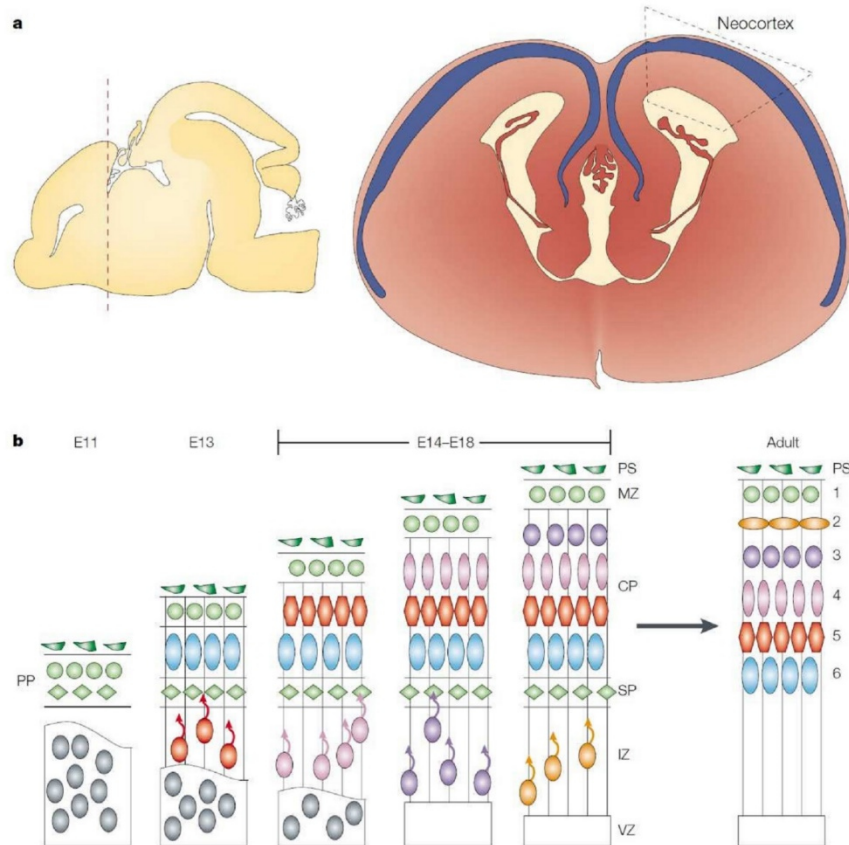 a
Neocortex
b
E11
E13
E14–E18
Adult
PS
MZ
CP
SP
IZ
VZ
PP
PS
1
2
3
4
5
6